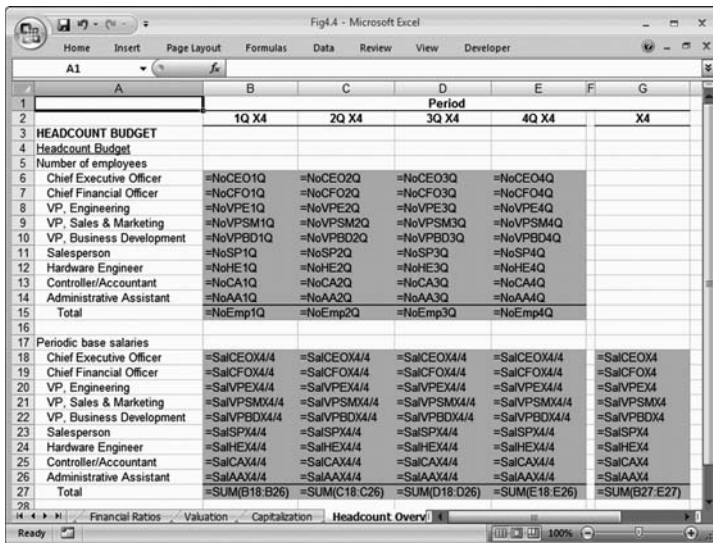 Fig4.4 - Microsoft Excel
Home Insert Page Layout Formulas Data Review View Developer
A1 fx
A B C D E F G
1 Period
2 1Q X4 2Q X4 3Q X4 4Q X4 X4
3 HEADCOUNT BUDGET
4 Headcount Budget
5 Number of employees
6 Chief Executive Officer =NoCEO1Q =NoCEO2Q =NoCEO3Q =NoCEO4Q
7 Chief Financial Officer =NoCFO1Q =NoCFO2Q =NoCFO3Q =NoCFO4Q
8 VP, Engineering =NoVPE1Q =NoVPE2Q =NoVPE3Q =NoVPE4Q
9 VP, Sales & Marketing =NoVPSM1Q =NoVPSM2Q =NoVPSM3Q =NoVPSM4Q
10 VP, Business Development =NoVPBD1Q =NoVPBD2Q =NoVPBD3Q =NoVPBD4Q
11 Salesperson =NoSP1Q =NoSP2Q =NoSP3Q =NoSP4Q
12 Hardware Engineer =NoHE1Q =NoHE2Q =NoHE3Q =NoHE4Q
13 Controller/Accountant =NoCA1Q =NoCA2Q =NoCA3Q =NoCA4Q
14 Administrative Assistant =NoAA1Q =NoAA2Q =NoAA3Q =NoAA4Q
15 Total =NoEmp1Q =NoEmp2Q =NoEmp3Q =NoEmp4Q
16
17 Periodic base salaries
18 Chief Executive Officer =SalCEOX4/4 =SalCEOX4/4 =SalCEOX4/4 =SalCEOX4/4 =SalCEOX4
19 Chief Financial Officer =SalCFOX4/4 =SalCFOX4/4 =SalCFOX4/4 =SalCFOX4/4 =SalCFOX4
20 VP, Engineering =SalVPEX4/4 =SalVPEX4/4 =SalVPEX4/4 =SalVPEX4/4 =SalVPEX4
21 VP, Sales & Marketing =SalVPSMX4/4 =SalVPSMX4/4 =SalVPSMX4/4 =SalVPSMX4/4 =SalVPSMX4
22 VP, Business Development =SalVPBDX4/4 =SalVPBDX4/4 =SalVPBDX4/4 =SalVPBDX4/4 =SalVPBDX4
23 Salesperson =SalSPX4/4 =SalSPX4/4 =SalSPX4/4 =SalSPX4/4 =SalSPX4
24 Hardware Engineer =SalHEX4/4 =SalHEX4/4 =SalHEX4/4 =SalHEX4/4 =SalHEX4
25 Controller/Accountant =SalCAX4/4 =SalCAX4/4 =SalCAX4/4 =SalCAX4/4 =SalCAX4
26 Administrative Assistant =SalAAX4/4 =SalAAX4/4 =SalAAX4/4 =SalAAX4/4 =SalAAX4
27 Total =SUM(B18:B26) =SUM(C18:C26) =SUM(D18:D26) =SUM(E18:E26) =SUM(B27:E27)
28
Financial Ratios Valuation Capitalization Headcount Overvi
Ready 100%